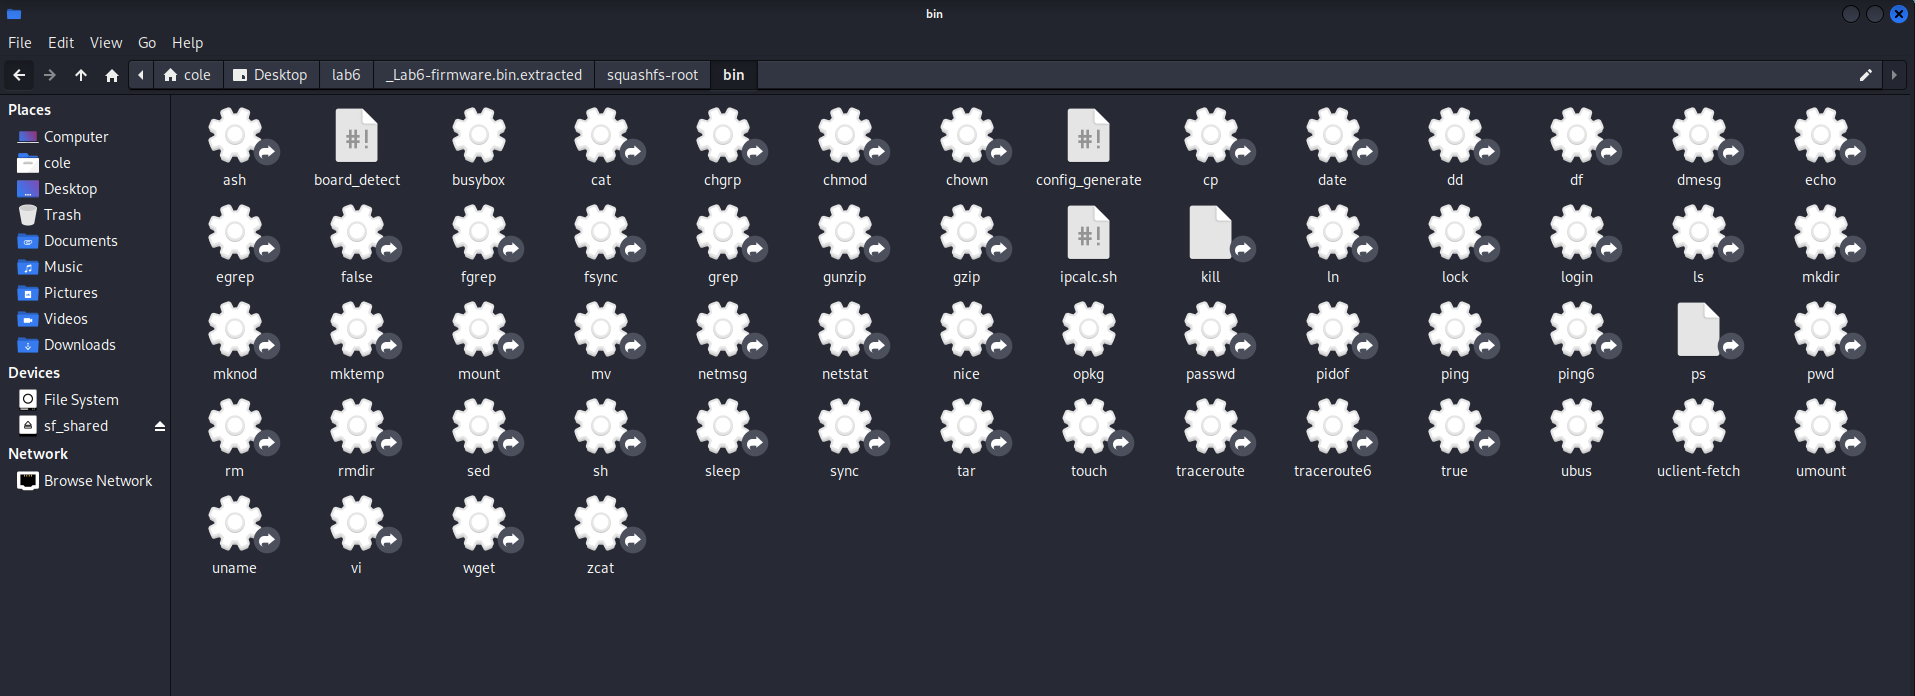 bin
File Edit View Go Help
cole Desktop lab6 _Lab6-firmware.bin.extracted squashfs-root bin
Places
Computer
cole
Desktop
Trash
Documents
Music
Pictures
Videos
Downloads
Devices
File System
sf_shared
Network
Browse Network
#! #!
ash board_detect busybox cat chgrp chmod chown config_generate cp date dd df dmesg echo
#!
egrep false fgrep fsync grep gunzip gzip ipcalc.sh kill ln lock login ls mkdir
mknod mktemp mount mv netmsg netstat nice opkg passwd pidof ping ping6 ps pwd
rm rmdir sed sh sleep sync tar touch traceroute traceroute6 true ubus uclient-fetch umount
uname vi wget zcat